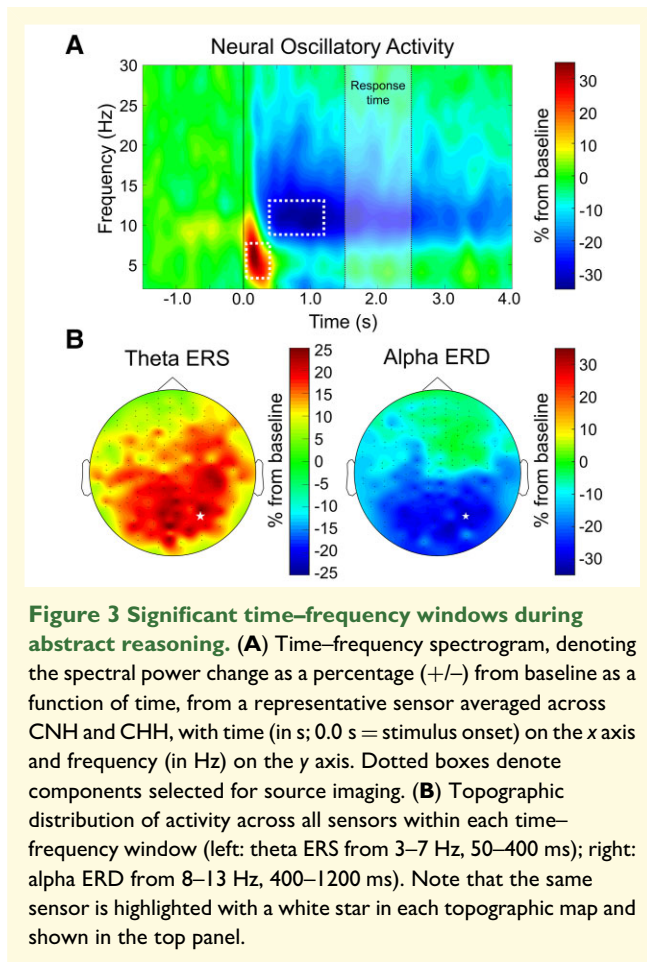 A
Neural Oscillatory Activity
30
25
20
15
10
5
Frequency (Hz)
Response
time
-1.0
0.0
1.0
2.0
3.0
4.0
Time (s)
30
20
10
0
-10
-20
-30
% from baseline
B
Theta ERS
25
20
15
10
5
0
-5
-10
-15
-20
-25
% from baseline
Alpha ERD
30
20
10
0
-10
-20
-30
% from baseline
Figure 3 Significant time–frequency windows during
abstract reasoning. (A) Time–frequency spectrogram, denoting
the spectral power change as a percentage (+/–) from baseline as a
function of time, from a representative sensor averaged across
CNH and CHH, with time (in s; 0.0 s = stimulus onset) on the x axis
and frequency (in Hz) on the y axis. Dotted boxes denote
components selected for source imaging. (B) Topographic
distribution of activity across all sensors within each time–
frequency window (left: theta ERS from 3–7 Hz, 50–400 ms); right:
alpha ERD from 8–13 Hz, 400–1200 ms). Note that the same
sensor is highlighted with a white star in each topographic map and
shown in the top panel.